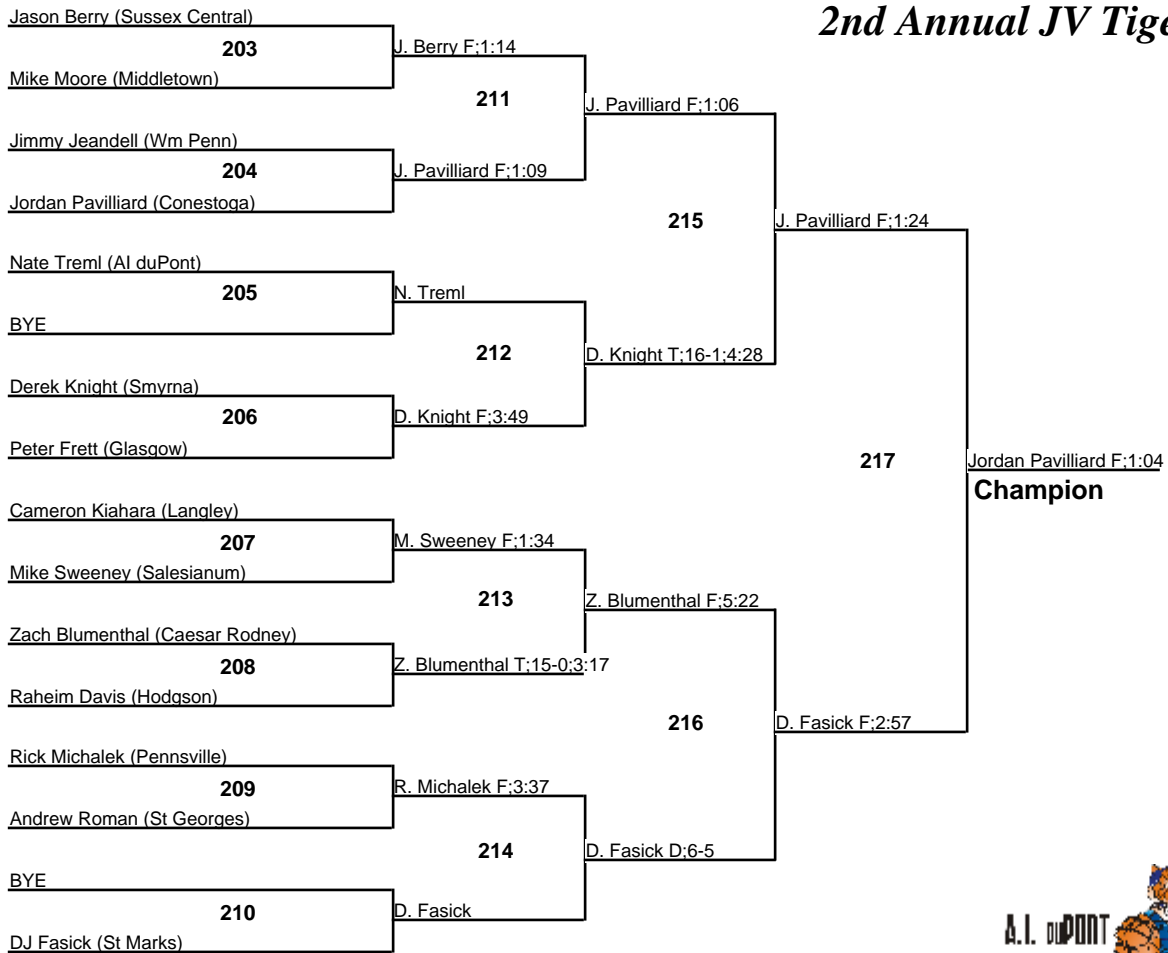 2nd Annual JV Tige
Jason Berry (Sussex Central)
203
J. Berry F;1:14
Mike Moore (Middletown)
211
J. Pavilliard F;1:06
Jimmy Jeandell (Wm Penn)
204
J. Pavilliard F;1:09
Jordan Pavilliard (Conestoga)
215
J. Pavilliard F;1:24
Nate Treml (AI duPont)
205
N. Treml
BYE
212
D. Knight T;16-1;4:28
Derek Knight (Smyrna)
206
D. Knight F;3:49
Peter Frett (Glasgow)
217
Jordan Pavilliard F;1:04
Champion
Cameron Kiahara (Langley)
207
M. Sweeney F;1:34
Mike Sweeney (Salesianum)
213
Z. Blumenthal F;5:22
Zach Blumenthal (Caesar Rodney)
208
Z. Blumenthal T;15-0;3:17
Raheim Davis (Hodgson)
216
D. Fasick F;2:57
Rick Michalek (Pennsville)
209
R. Michalek F;3:37
Andrew Roman (St Georges)
214
D. Fasick D;6-5
BYE
210
D. Fasick
DJ Fasick (St Marks)
A.I. duPONT